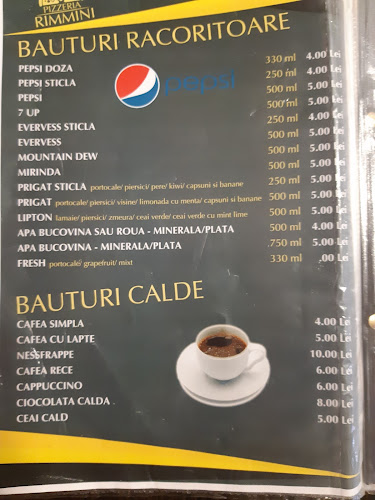 PIZZERIA
RIMMINI
BAUTURI RACORITOARE
PEPSI DOZA 330 ml 4.00 Lei
PEPSI STICLA 250 ml 4.00 Lei
PEPSI 500 ml 5.00 Lei
7 UP 500 ml 5.00 Lei
EVERVESS STICLA 250 ml 4.00 Lei
EVERVESS 500 ml 5.00 Lei
MOUNTAIN DEW 500 ml 5.00 Lei
MIRINDA 500 ml 5.00 Lei
PRIGAT STICLA portocale/ piersici/ pere/ kiwi/ capsuni si banane 250 ml 5.00 Lei
PRIGAT portocale/ piersici/ visine/ limonada cu menta/ capsuni si banane 500 ml 5.00 Lei
LIPTON lamaie/ piersici/ zmeura/ ceai verde/ ceai verde cu mint lime 500 ml 5.00 Lei
APA BUCOVINA SAU ROUA - MINERALA/PLATA 500 ml 4.00 Lei
APA BUCOVINA - MINERALA/PLATA .750 ml 5.00 Lei
FRESH portocale/ grapefruit/ mixt 330 ml ,00 Lei
pepsi
BAUTURI CALDE
CAFEA SIMPLA 4.00 Lei
CAFEA CU LAPTE 5.00 Lei
NESSFRAPPE 10.00 Lei
CAFEA RECE 6.00 Lei
CAPPUCCINO 6.00 Lei
CIOCOLATA CALDA 8.00 Lei
CEAI CALD 5.00 Lei